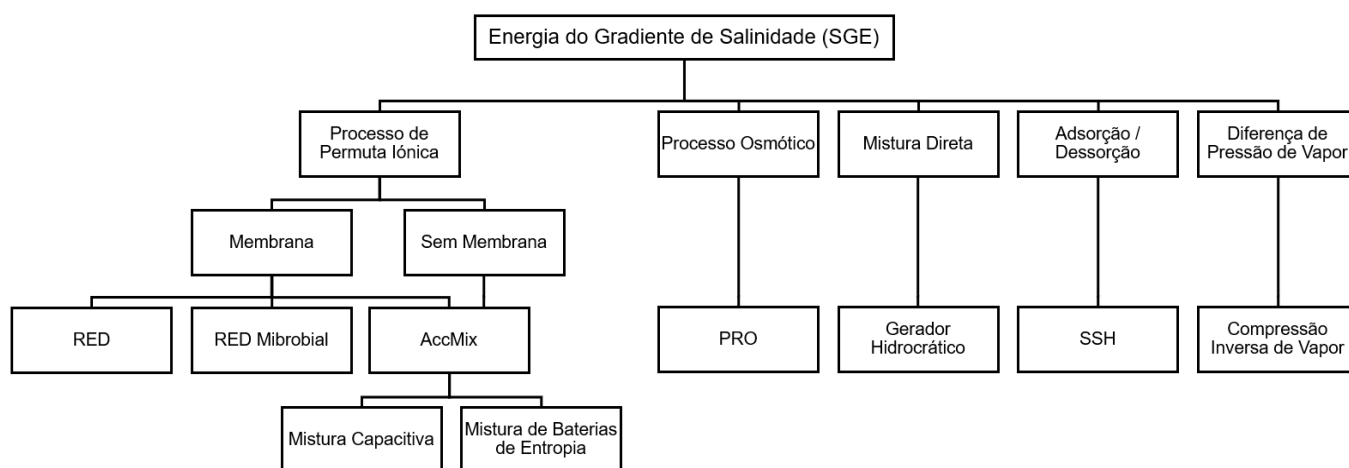 Energia do Gradiente de Salinidade (SGE)
Processo de
Permuta Iónica
Processo Osmótico
Mistura Direta
Adsorção /
Dessorção
Diferença de
Pressão de Vapor
Membrana
Sem Membrana
RED
RED Mibrobial
AccMix
PRO
Gerador
Hidrocrático
SSH
Compressão
Inversa de Vapor
Mistura Capacitiva
Mistura de Baterias
de Entropia